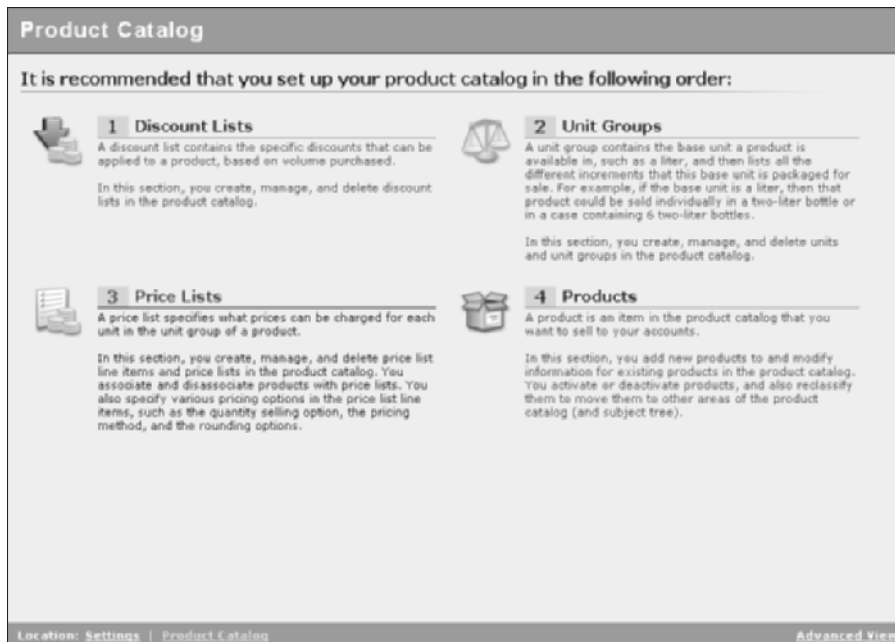 Product Catalog
It is recommended that you set up your product catalog in the following order:
1 Discount Lists
A discount list contains the specific discounts that can be
applied to a product, based on volume purchased.
In this section, you create, manage, and delete discount
lists in the product catalog.
2 Unit Groups
A unit group contains the base unit a product is
available in, such as a liter, and then lists all the
different increments that this base unit is packaged for
sale. For example, if the base unit is a liter, then that
product could be sold individually in a two-liter bottle or
in a case containing 6 two-liter bottles.
In this section, you create, manage, and delete units
and unit groups in the product catalog.
3 Price Lists
A price list specifies what prices can be charged for each
unit in the unit group of a product.
In this section, you create, manage, and delete price list
line items and price lists in the product catalog. You
associate and disassociate products with price lists. You
also specify various pricing options in the price list line
items, such as the quantity selling option, the pricing
method, and the rounding options.
4 Products
A product is an item in the product catalog that you
want to sell to your accounts.
In this section, you add new products to and modify
information for existing products in the product catalog.
You activate or deactivate products, and also reclassify
them to move them to other areas of the product
catalog (and subject tree).
Location: Settings | Product Catalog
Advanced View